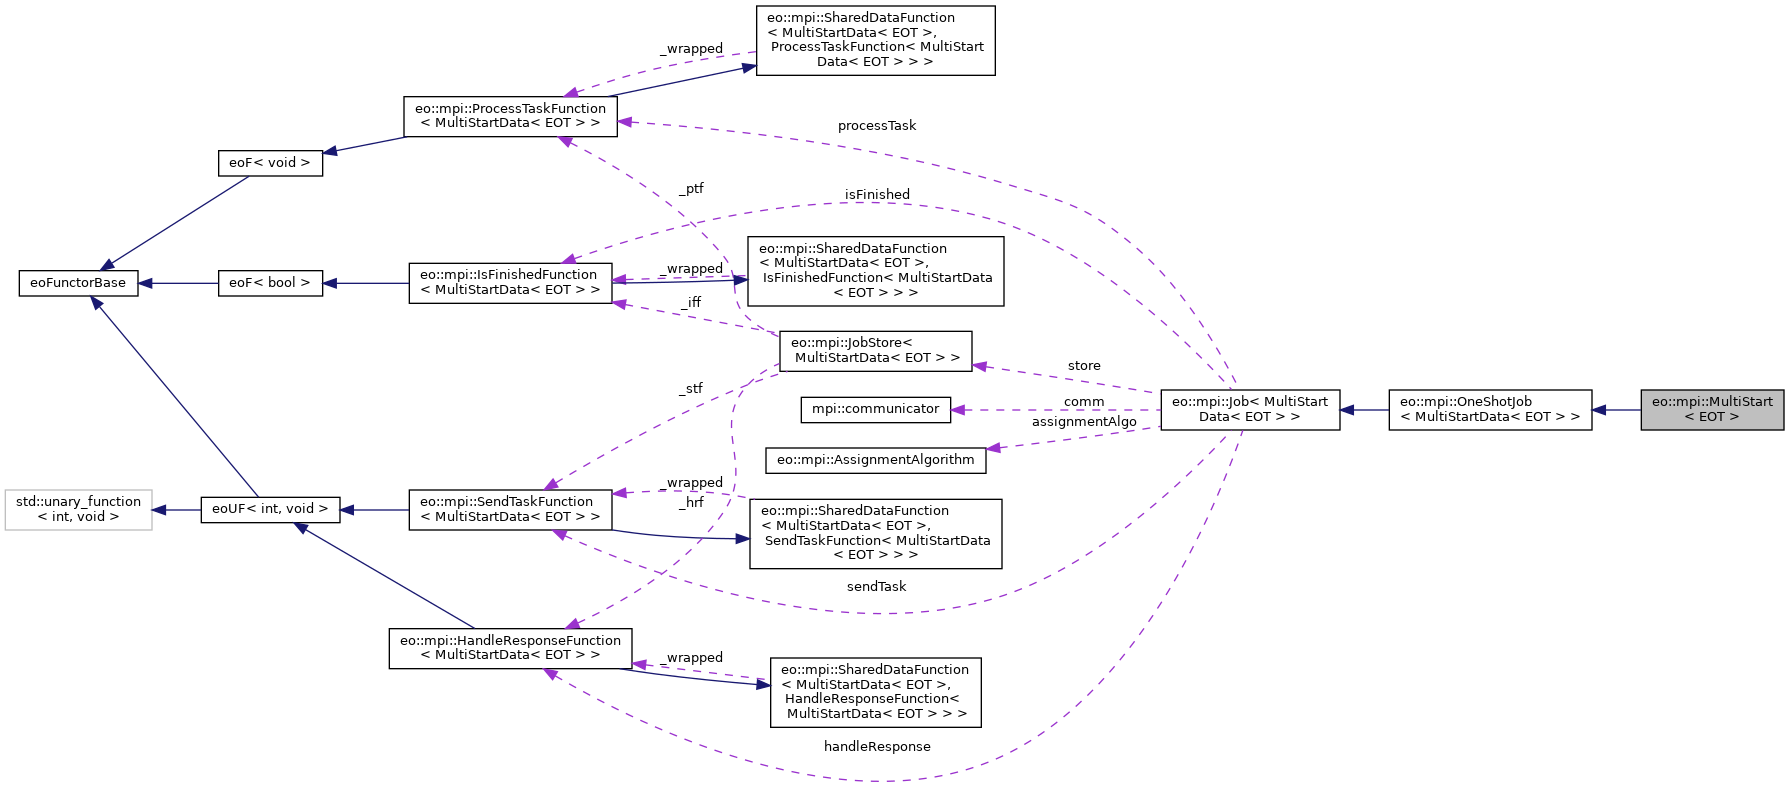 eo::mpi::SharedDataFunction
< MultiStartData< EOT >,
ProcessTaskFunction< MultiStart
Data< EOT > > >
_wrapped
eo::mpi::ProcessTaskFunction
< MultiStartData< EOT > >
processTask
eoF< void >
_ptf
isFinished
eo::mpi::SharedDataFunction
< MultiStartData< EOT >,
IsFinishedFunction< MultiStartData
< EOT > > >
_wrapped
eoFunctorBase
eoF< bool >
eo::mpi::IsFinishedFunction
< MultiStartData< EOT > >
_iff
eo::mpi::JobStore<
MultiStartData< EOT > >
store
_stf
mpi::communicator
comm
eo::mpi::Job< MultiStart
Data< EOT > >
eo::mpi::OneShotJob
< MultiStartData< EOT > >
eo::mpi::MultiStart
< EOT >
assignmentAlgo
eo::mpi::AssignmentAlgorithm
std::unary_function
< int, void >
eoUF< int, void >
eo::mpi::SendTaskFunction
< MultiStartData< EOT > >
_wrapped
_hrf
eo::mpi::SharedDataFunction
< MultiStartData< EOT >,
SendTaskFunction< MultiStartData
< EOT > > >
sendTask
eo::mpi::HandleResponseFunction
< MultiStartData< EOT > >
_wrapped
eo::mpi::SharedDataFunction
< MultiStartData< EOT >,
HandleResponseFunction<
MultiStartData< EOT > > >
handleResponse